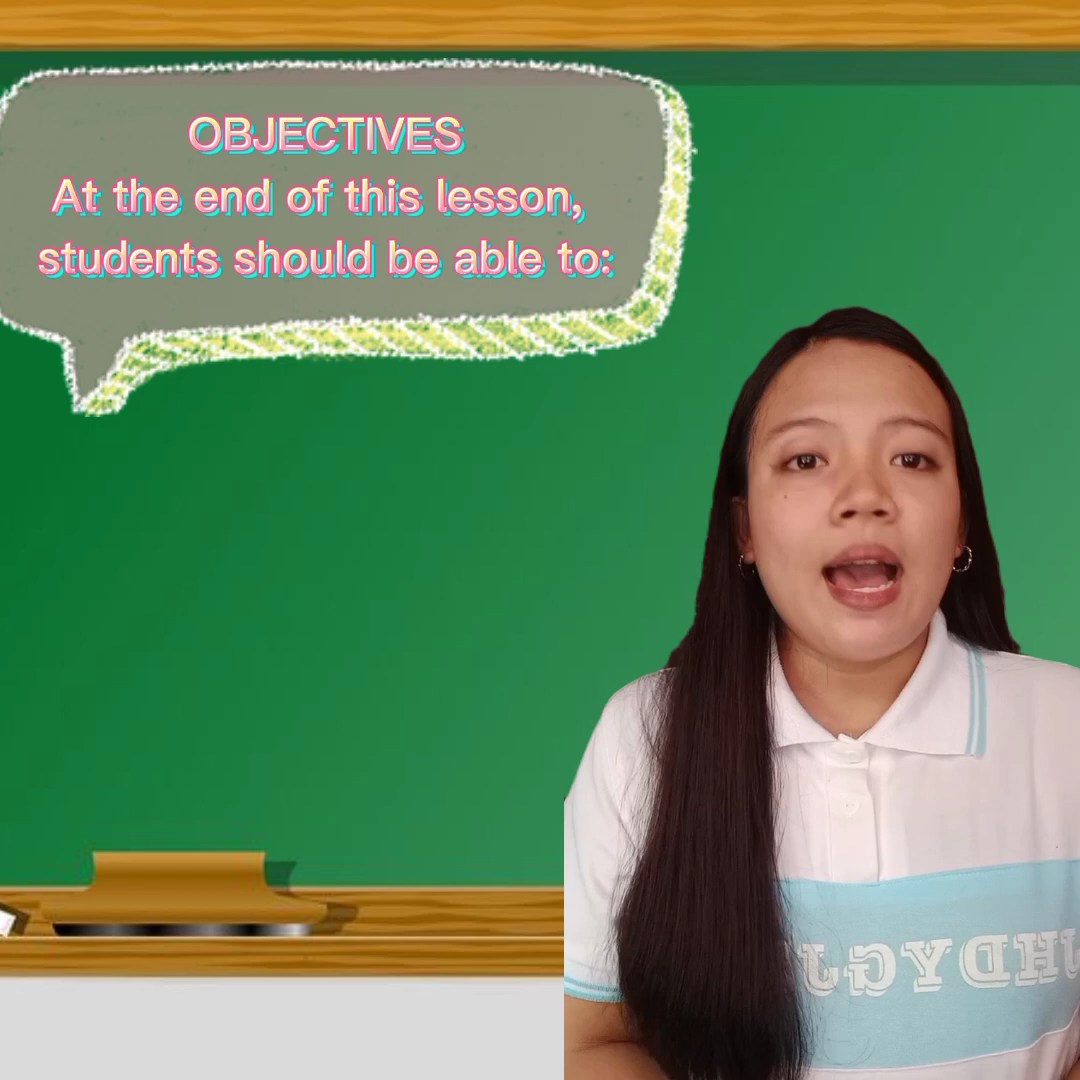 OBJECTIVES
At the end of this lesson,
students should be able to: